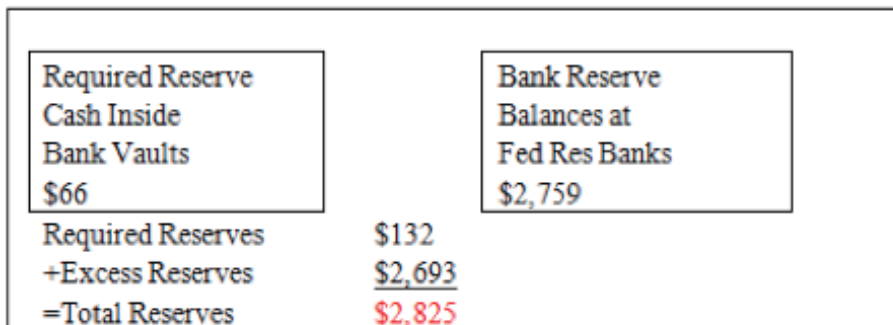 Required Reserve
Cash Inside
Bank Vaults
$66
Bank Reserve
Balances at
Fed Res Banks
$2,759
Required Reserves $132
+Excess Reserves $2,693
=Total Reserves $2,825